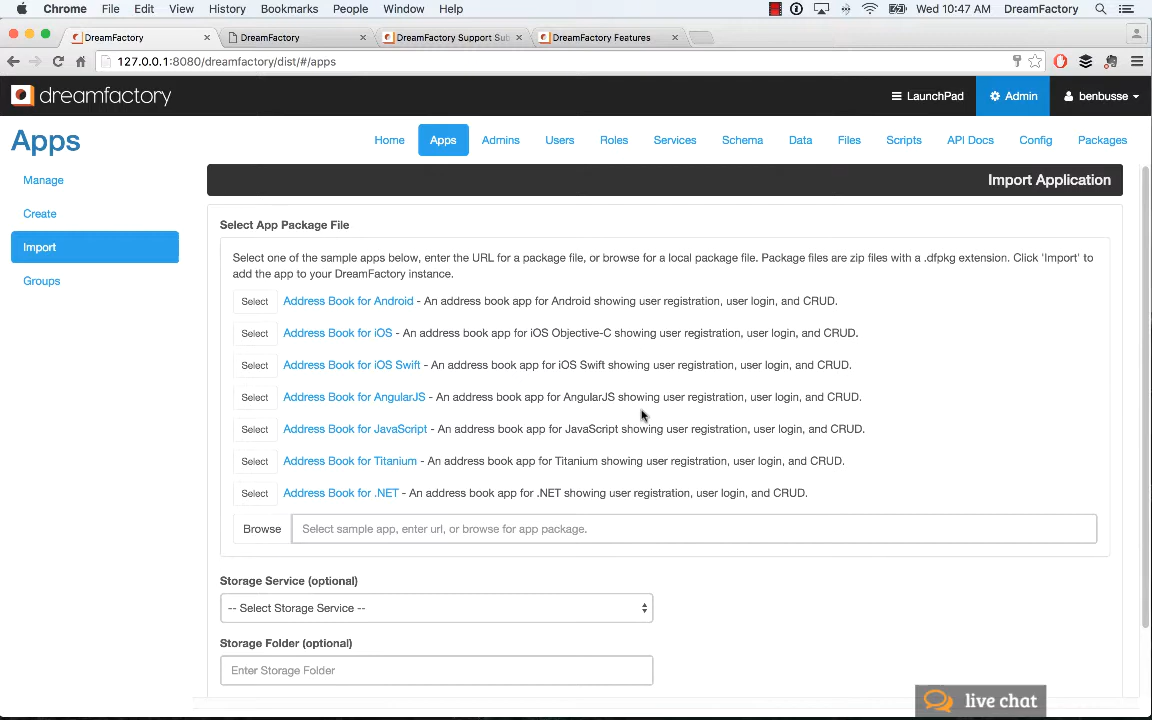 Chrome File Edit View History Bookmarks People Window Help Wed 10:47 AM DreamFactory
DreamFactory DreamFactory DreamFactory Support Sub DreamFactory Features
127.0.0.1:8080/dreamfactory/dist/#/apps
dreamfactory LaunchPad Admin benbusse
Apps Home Apps Admins Users Roles Services Schema Data Files Scripts API Docs Config Packages
Manage
Create
Import
Groups
Import Application
Select App Package File
Select one of the sample apps below, enter the URL for a package file, or browse for a local package file. Package files are zip files with a .dfpkg extension. Click 'Import' to
add the app to your DreamFactory instance.
Select Address Book for Android - An address book app for Android showing user registration, user login, and CRUD.
Select Address Book for iOS - An address book app for iOS Objective-C showing user registration, user login, and CRUD.
Select Address Book for iOS Swift - An address book app for iOS Swift showing user registration, user login, and CRUD.
Select Address Book for AngularJS - An address book app for AngularJS showing user registration, user login, and CRUD.
Select Address Book for JavaScript - An address book app for JavaScript showing user registration, user login, and CRUD.
Select Address Book for Titanium - An address book app for Titanium showing user registration, user login, and CRUD.
Select Address Book for .NET - An address book app for .NET showing user registration, user login, and CRUD.
Browse Select sample app, enter url, or browse for app package.
Storage Service (optional)
-- Select Storage Service --
Storage Folder (optional)
Enter Storage Folder
live chat